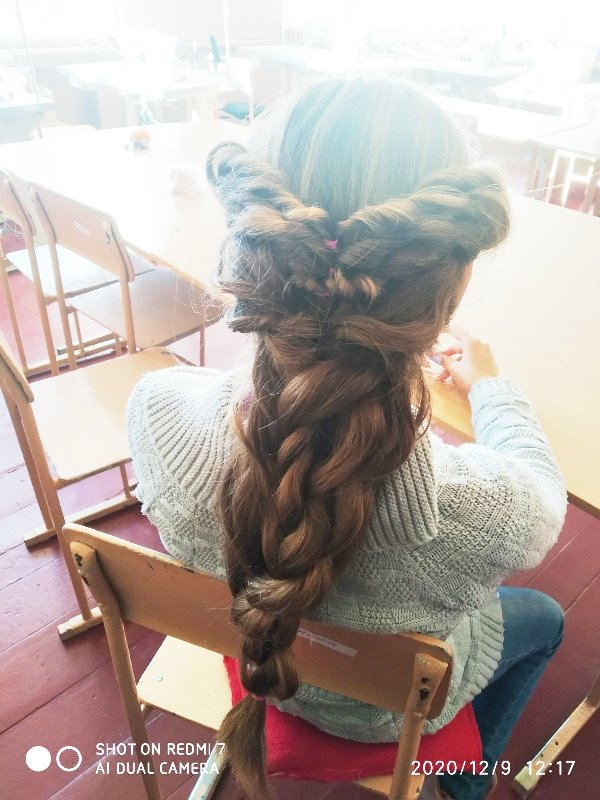 SHOT ON REDMI 7
AI DUAL CAMERA
2020/12/9 12:17